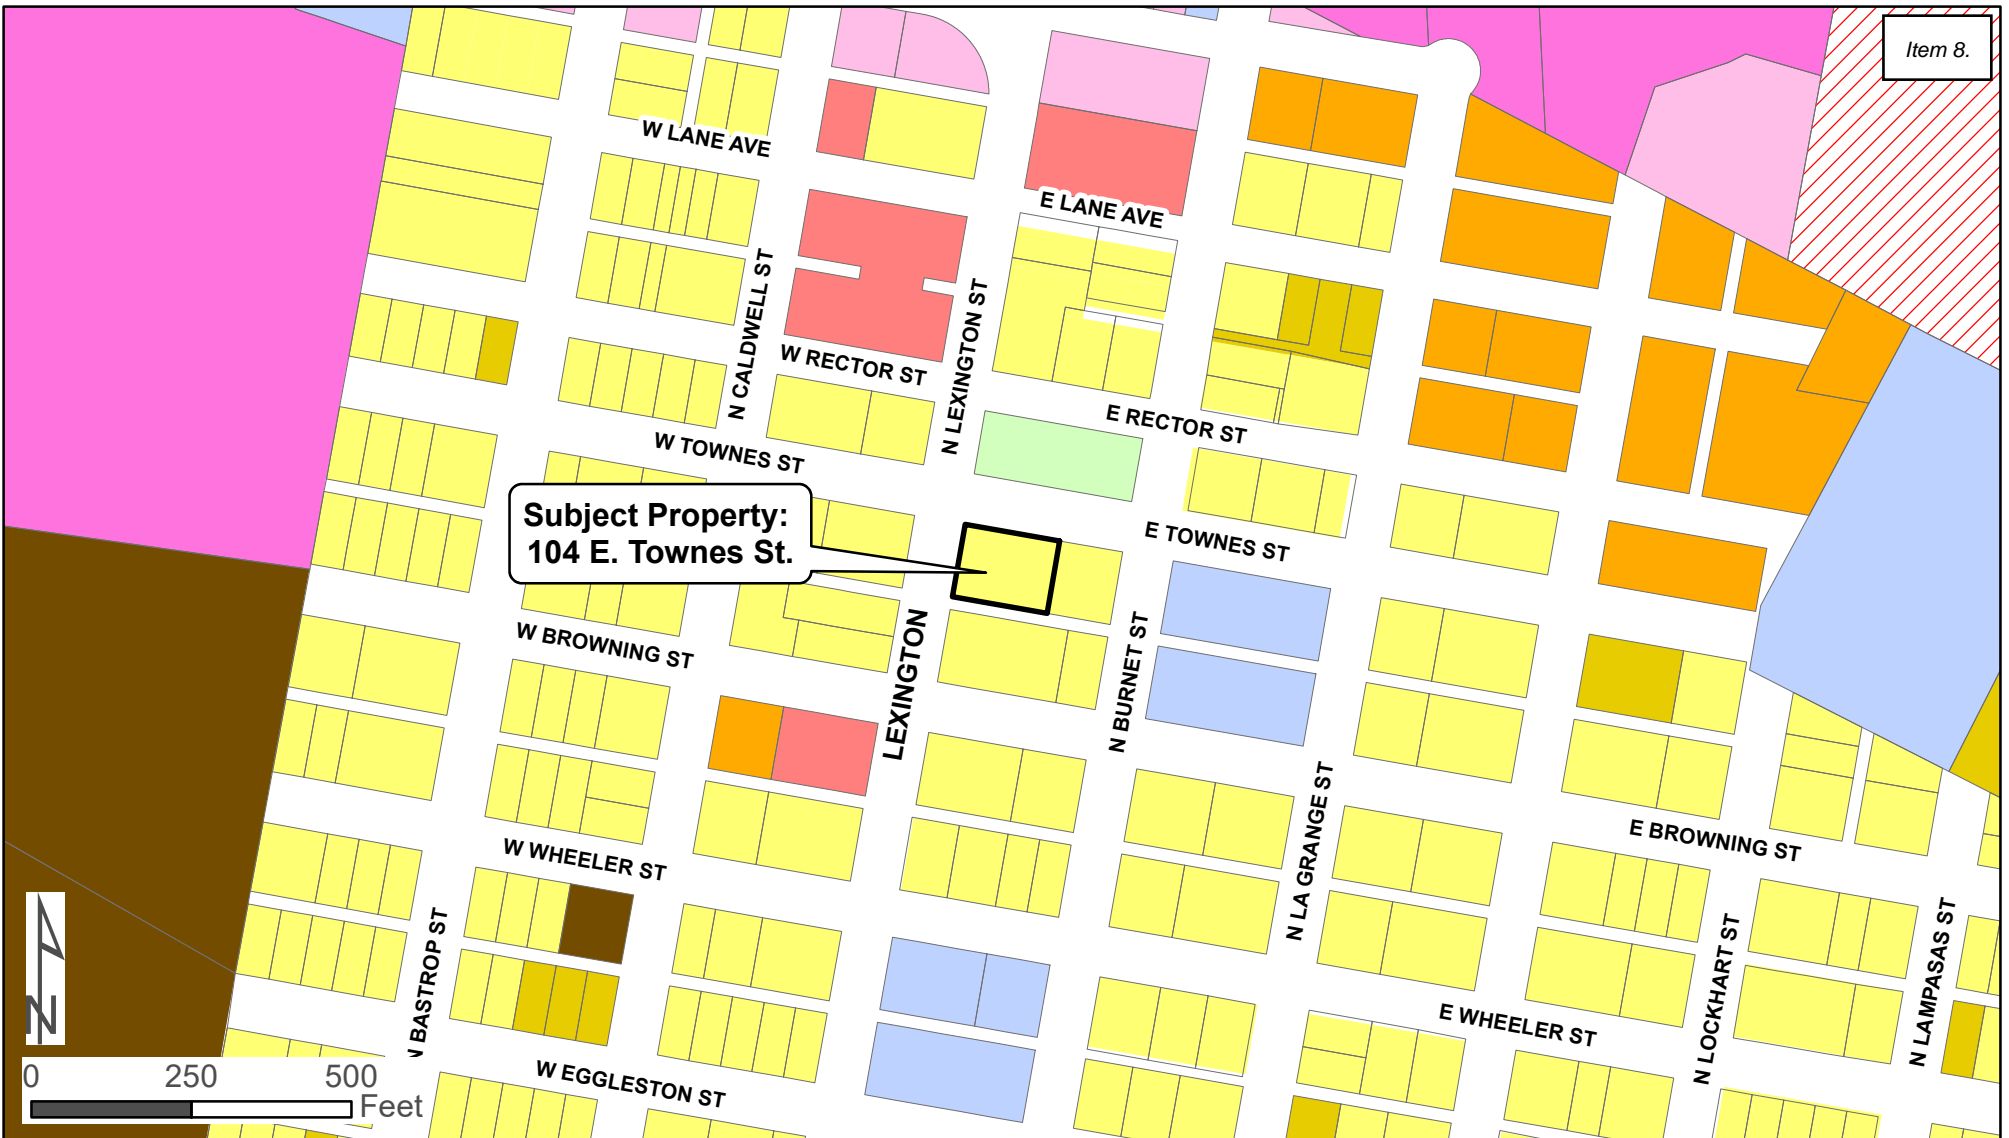 Item 8.
W LANE AVE
E LANE AVE
N CALDWELL ST
N LEXINGTON ST
W RECTOR ST
E RECTOR ST
W TOWNES ST
Subject Property:
104 E. Townes St.
E TOWNES ST
W BROWNING ST
LEXINGTON
N BURNET ST
N LA GRANGE ST
E BROWNING ST
W WHEELER ST
N BASTROP ST
N LOCKHART ST
N LAMPASAS ST
E WHEELER ST
W EGGLESTON ST
N
0 250 500
Feet